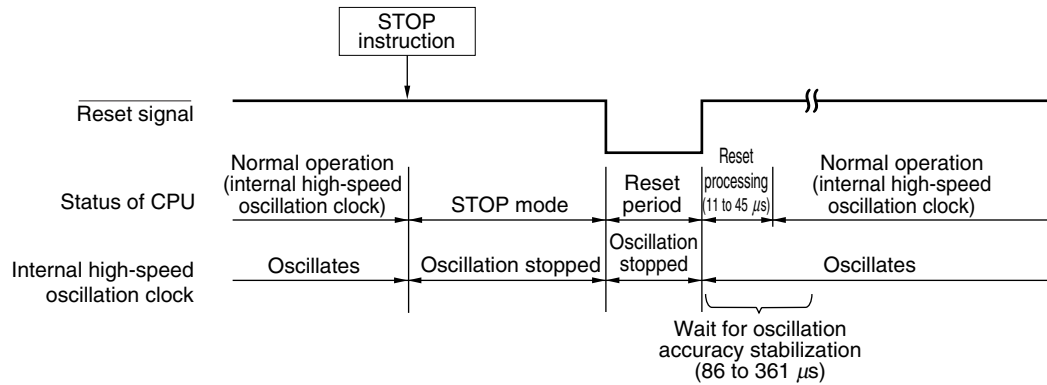 STOP
instruction
Reset signal
Status of CPU
Normal operation
(internal high-speed
oscillation clock)
STOP mode
Reset
period
Reset
processing
(11 to 45 μs)
Normal operation
(internal high-speed
oscillation clock)
Internal high-speed
oscillation clock
Oscillates
Oscillation stopped
Oscillation
stopped
Oscillates
Wait for oscillation
accuracy stabilization
(86 to 361 μs)